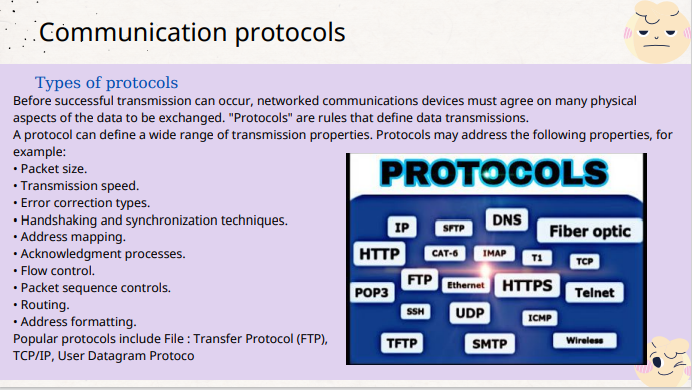 Communication protocols
Types of protocols
Before successful transmission can occur, networked communications devices must agree on many physical
aspects of the data to be exchanged. "Protocols" are rules that define data transmissions.
A protocol can define a wide range of transmission properties. Protocols may address the following properties, for
example:
• Packet size.
• Transmission speed.
• Error correction types.
• Handshaking and synchronization techniques.
• Address mapping.
• Acknowledgment processes.
• Flow control.
• Packet sequence controls.
• Routing.
• Address formatting.
Popular protocols include File : Transfer Protocol (FTP),
TCP/IP, User Datagram Protoco
PROTOCOLS
IP SFTP DNS Fiber optic
HTTP CAT-6 IMAP T1 TCP
POP3 FTP Ethernet HTTPS Telnet
SSH UDP ICMP
TFTP SMTP Wireless